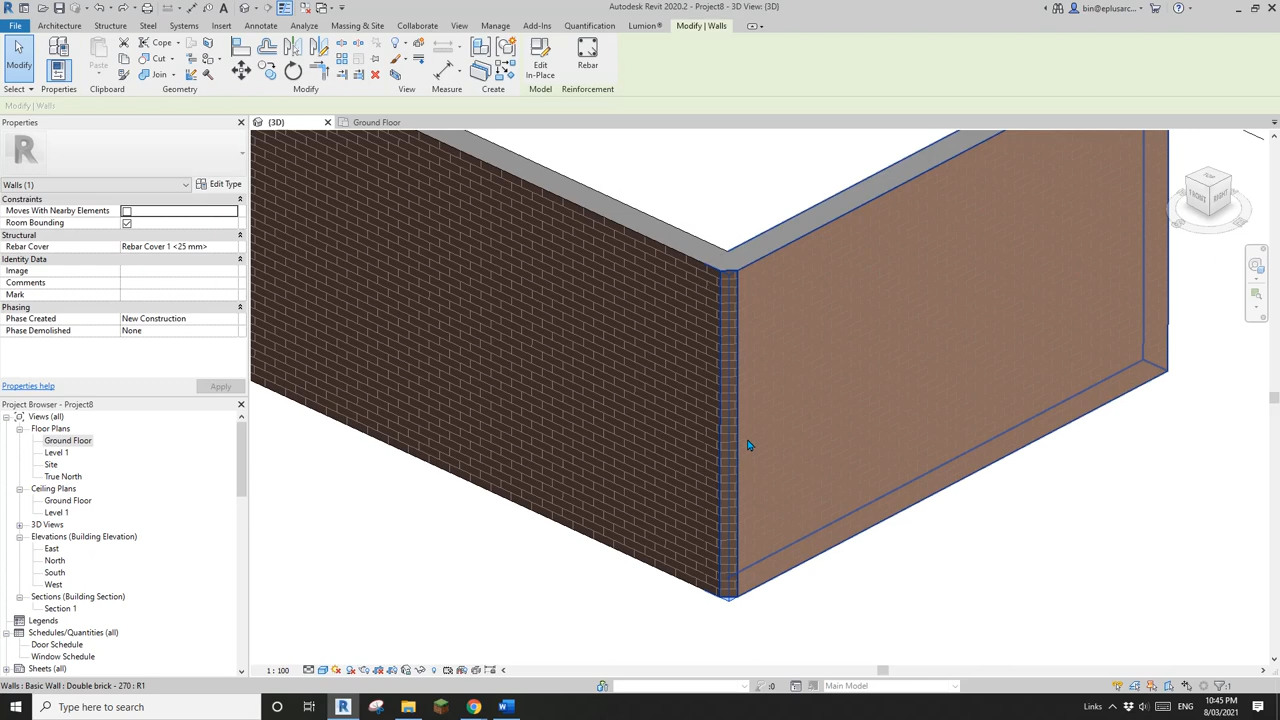 Autodesk Revit 2020.2 - Project8 - 3D View: {3D}
bin@eplusarc...
File Architecture Structure Steel Systems Insert Annotate Analyze Massing & Site Collaborate View Manage Add-Ins Quantification Lumion® Modify | Walls
Modify
Paste
Cope
Cut
Join
Edit
In-Place
Rebar
Select Properties Clipboard Geometry Modify View Measure Create Model Reinforcement
Modify | Walls
Properties
{3D}
Ground Floor
Walls (1)
Edit Type
Constraints
Moves With Nearby Elements
Room Bounding
Structural
Rebar Cover Rebar Cover 1 <25 mm>
Identity Data
Image
Comments
Mark
Phasing
Phase Created New Construction
Phase Demolished None
Properties help
Apply
Project Browser - Project8
Views (all)
Floor Plans
Ground Floor
Level 1
Site
True North
Ceiling Plans
Ground Floor
Level 1
3D Views
Elevations (Building Elevation)
East
North
South
West
Sections (Building Section)
Section 1
Legends
Schedules/Quantities (all)
Door Schedule
Window Schedule
Sheets (all)
TOP
FRONT
RIGHT
1 : 100
Walls : Basic Wall : Double brick - 270 : R1
:0
Main Model
:1
Type here to search
Links
ENG
10:45 PM
8/03/2021